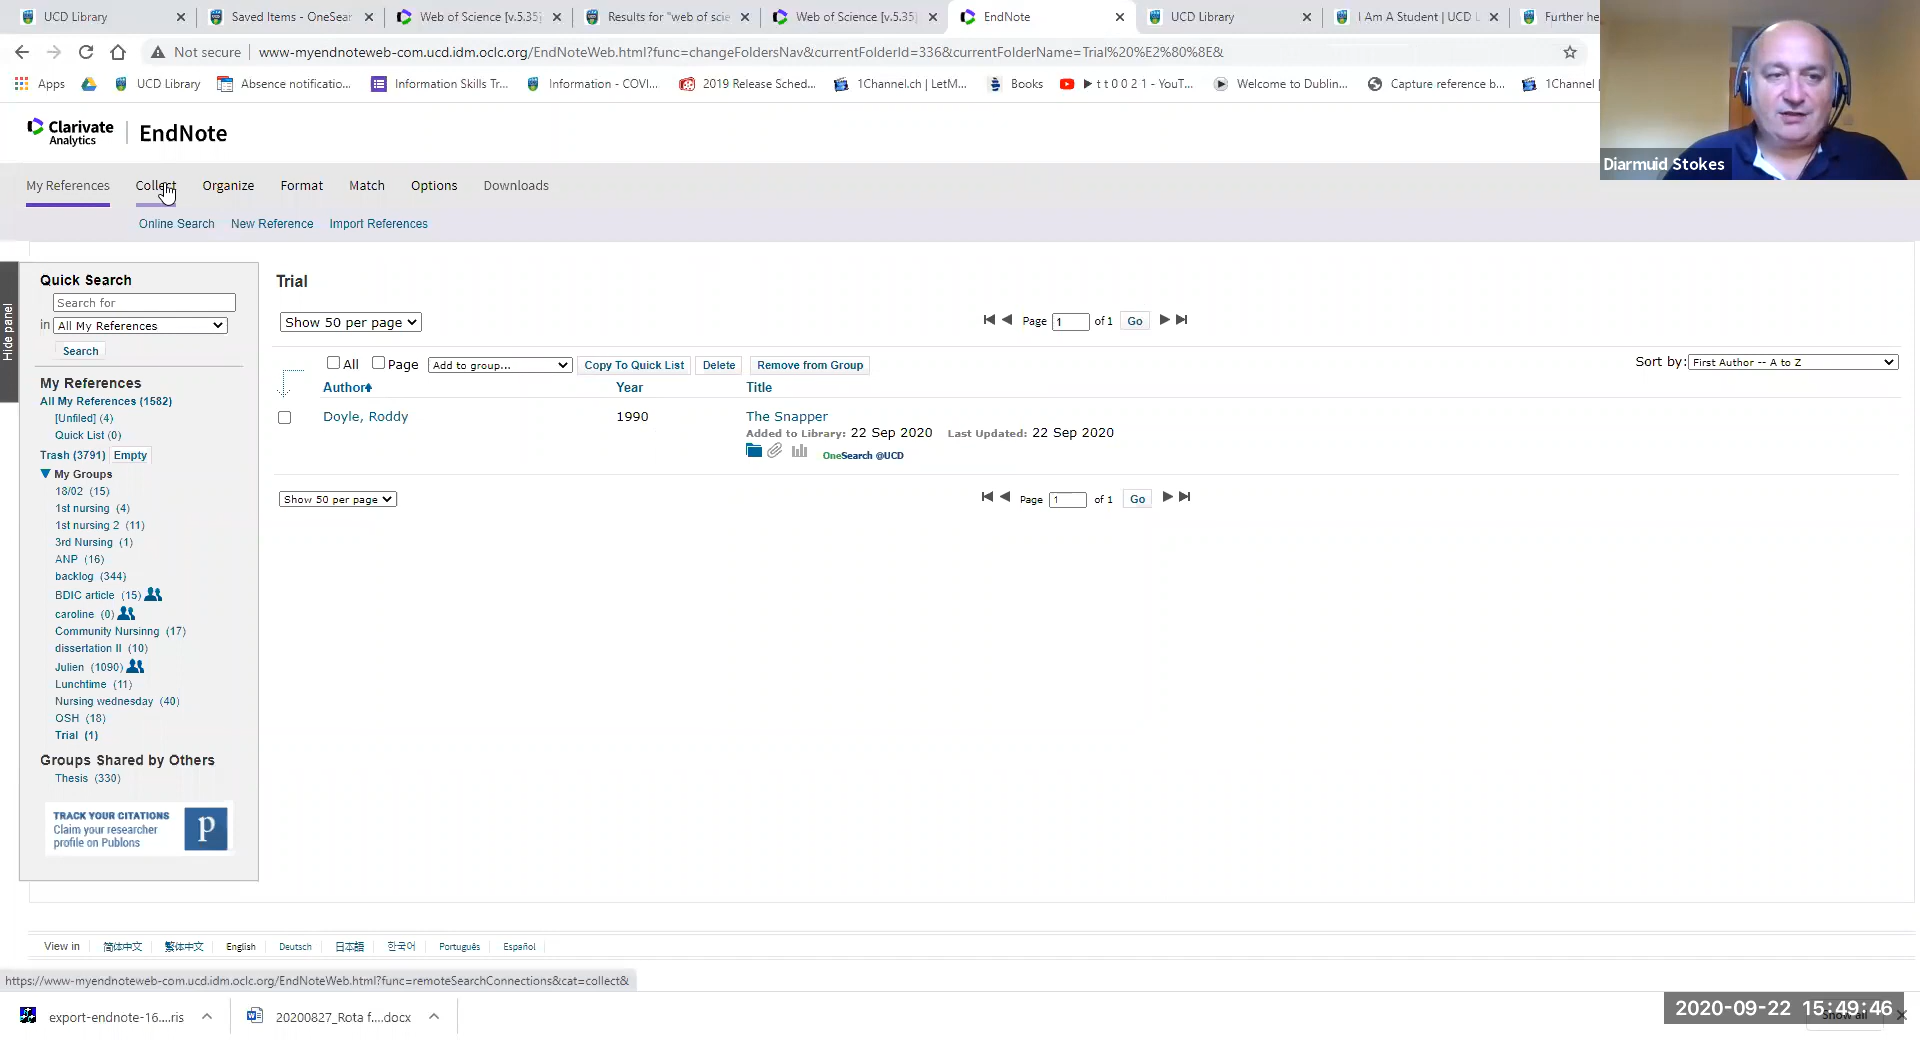 UCD Library
Saved Items - OneSear
Web of Science [v.5.35]
Results for "web of scie
Web of Science [v.5.35]
EndNote
UCD Library
I Am A Student | UCD L
Further he
Not secure
www-myendnoteweb-com.ucd.idm.oclc.org/EndNoteWeb.html?func=changeFoldersNav&currentFolderId=336&currentFolderName=Trial%20%E2%80%8E&
Apps
UCD Library
Absence notificatio...
Information Skills Tr...
Information - COVI...
2019 Release Sched...
1Channel.ch | LetM...
Books
▶ t t 0 0 2 1 - YouT...
Welcome to Dublin...
Capture reference b...
1Channel
Diarmuid Stokes
Clarivate
Analytics
EndNote
My References
Collect
Organize
Format
Match
Options
Downloads
Online Search
New Reference
Import References
Hide panel
Quick Search
Search for
in All My References
Search
My References
All My References (1582)
[Unfiled] (4)
Quick List (0)
Trash (3791) Empty
My Groups
18/02 (15)
1st nursing (4)
1st nursing 2 (11)
3rd Nursing (1)
ANP (16)
backlog (344)
BDIC article (15)
caroline (0)
Community Nursinng (17)
dissertation II (10)
Julien (1090)
Lunchtime (11)
Nursing wednesday (40)
OSH (18)
Trial (1)
Groups Shared by Others
Thesis (330)
TRACK YOUR CITATIONS
Claim your researcher
profile on Publons
p
Trial
Show 50 per page
Page 1 of 1 Go
All Page Add to group... Copy To Quick List Delete Remove from Group
Sort by: First Author -- A to Z
Author Year Title
Doyle, Roddy 1990 The Snapper
Added to Library: 22 Sep 2020 Last Updated: 22 Sep 2020
OneSearch @UCD
Show 50 per page
Page 1 of 1 Go
View in 简体中文 繁体中文 English Deutsch 日本語 한국어 Português Español
https://www-myendnoteweb-com.ucd.idm.oclc.org/EndNoteWeb.html?func=remoteSearchConnections&cat=collect&
export-endnote-16....ris
20200827_Rota f....docx
2020-09-22 15:49:46
Show all